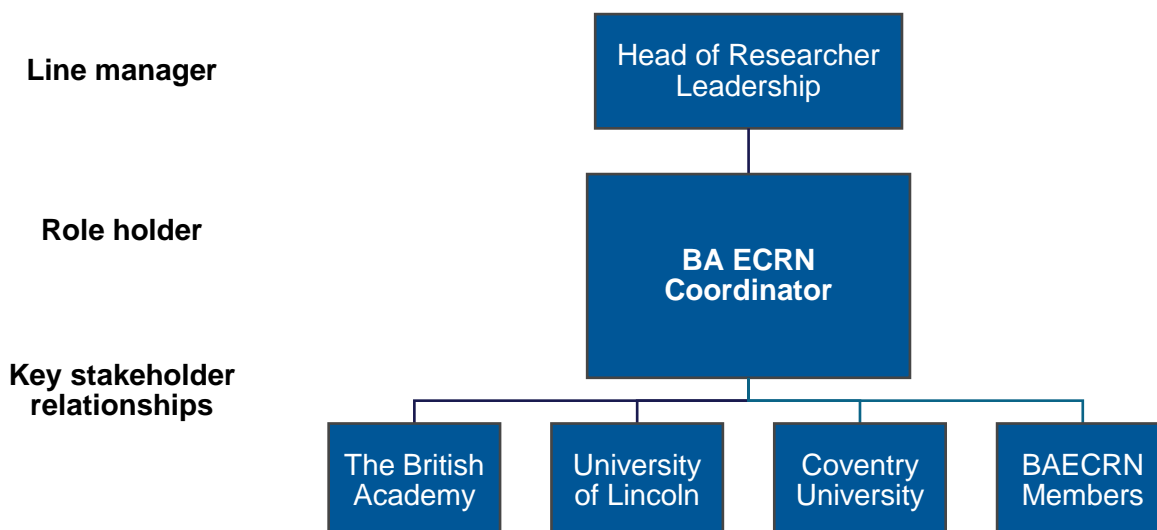 Line manager
Head of Researcher
Leadership
Role holder
BA ECRN
Coordinator
Key stakeholder
relationships
The British
Academy
University
of Lincoln
Coventry
University
BAECRN
Members